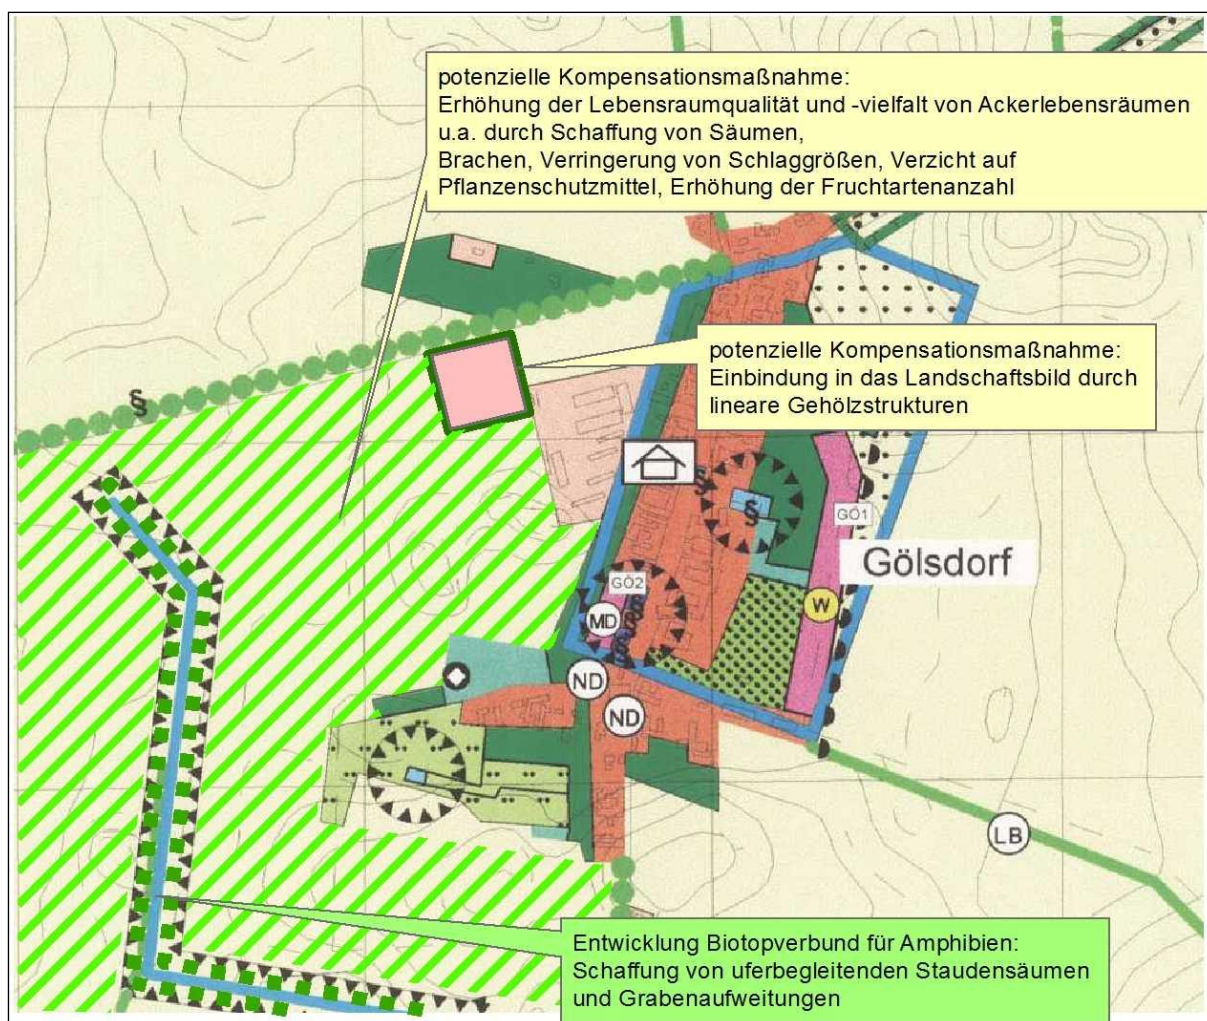 potenzielle Kompensationsmaßnahme:
Erhöhung der Lebensraumqualität und -vielfalt von Ackerlebensräumen
u.a. durch Schaffung von Säumen,
Brachen, Verringerung von Schlaggrößen, Verzicht auf
Pflanzenschutzmittel, Erhöhung der Fruchtartenanzahl
potenzielle Kompensationsmaßnahme:
Einbindung in das Landschaftsbild durch
lineare Gehölzstrukturen
§
§
§
GÖ1
Gölsdorf
GÖ2
W
MD
§
§
§
ND
ND
LB
Entwicklung Biotopverbund für Amphibien:
Schaffung von uferbegleitenden Staudensäumen
und Grabenaufweitungen